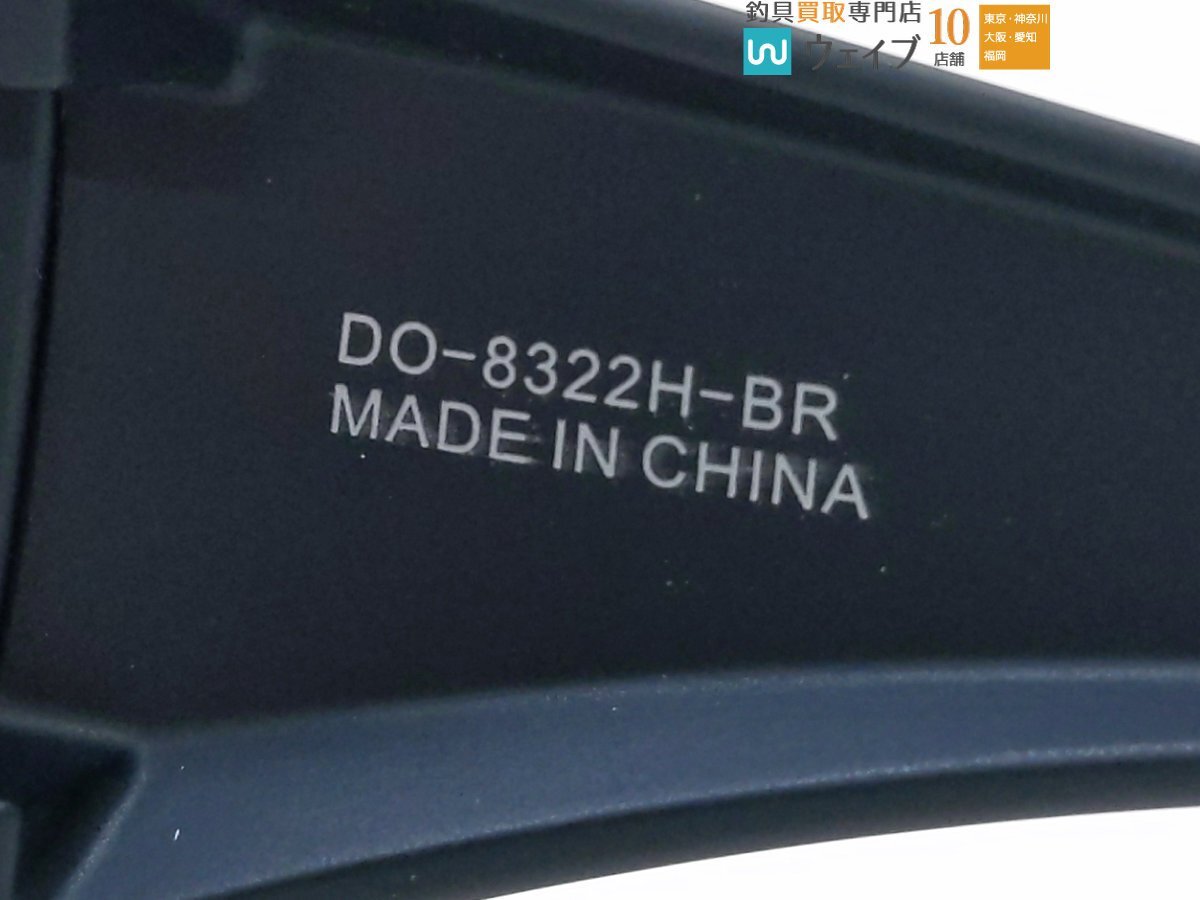 釣具買取専門店
ウェイブ
10
店舗
東京・神奈川
大阪・愛知
福岡
DO-8322H-BR
MADE IN CHINA